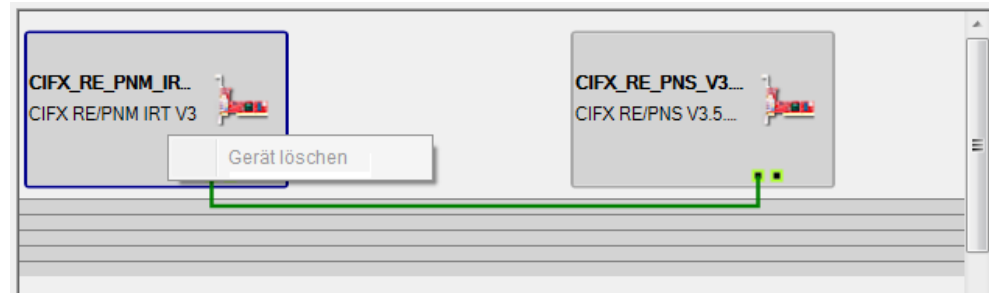 CIFX_RE_PNM_IR...
CIFX RE/PNM IRT V3
CIFX_RE_PNS_V3....
CIFX RE/PNS V3.5....
Gerät löschen